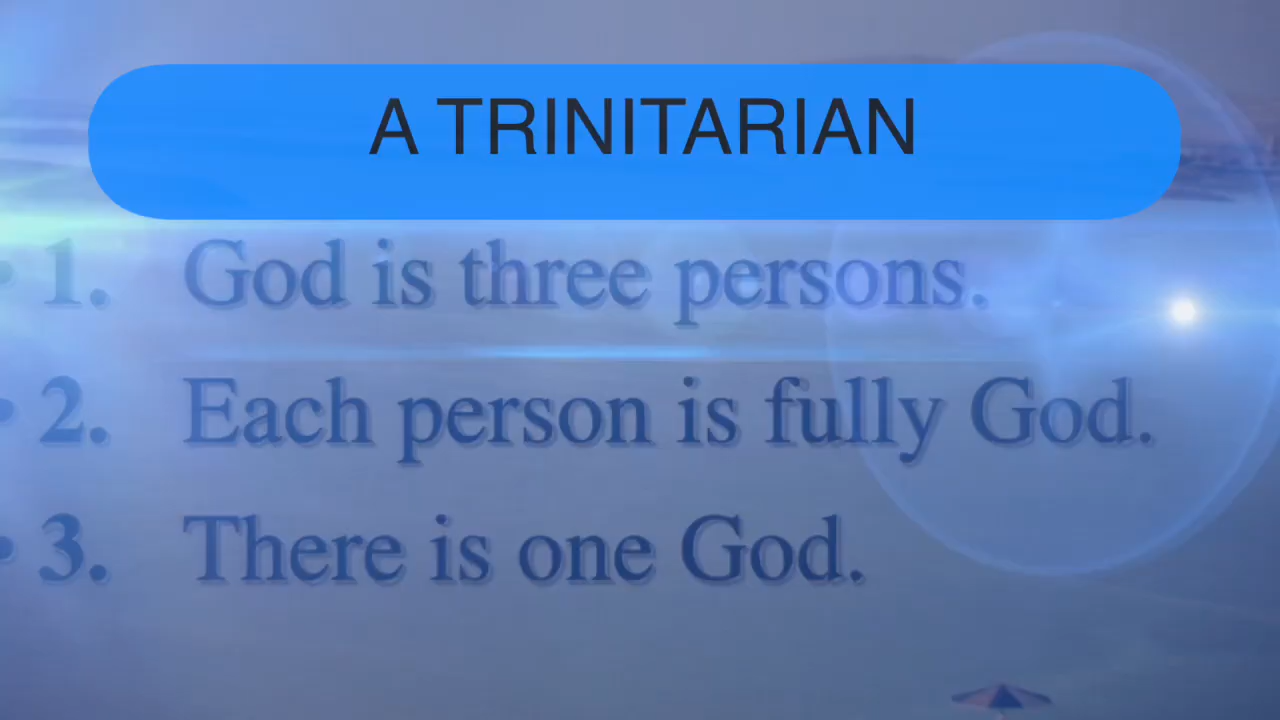 A TRINITARIAN
• 1. God is three persons.
• 2. Each person is fully God.
• 3. There is one God.